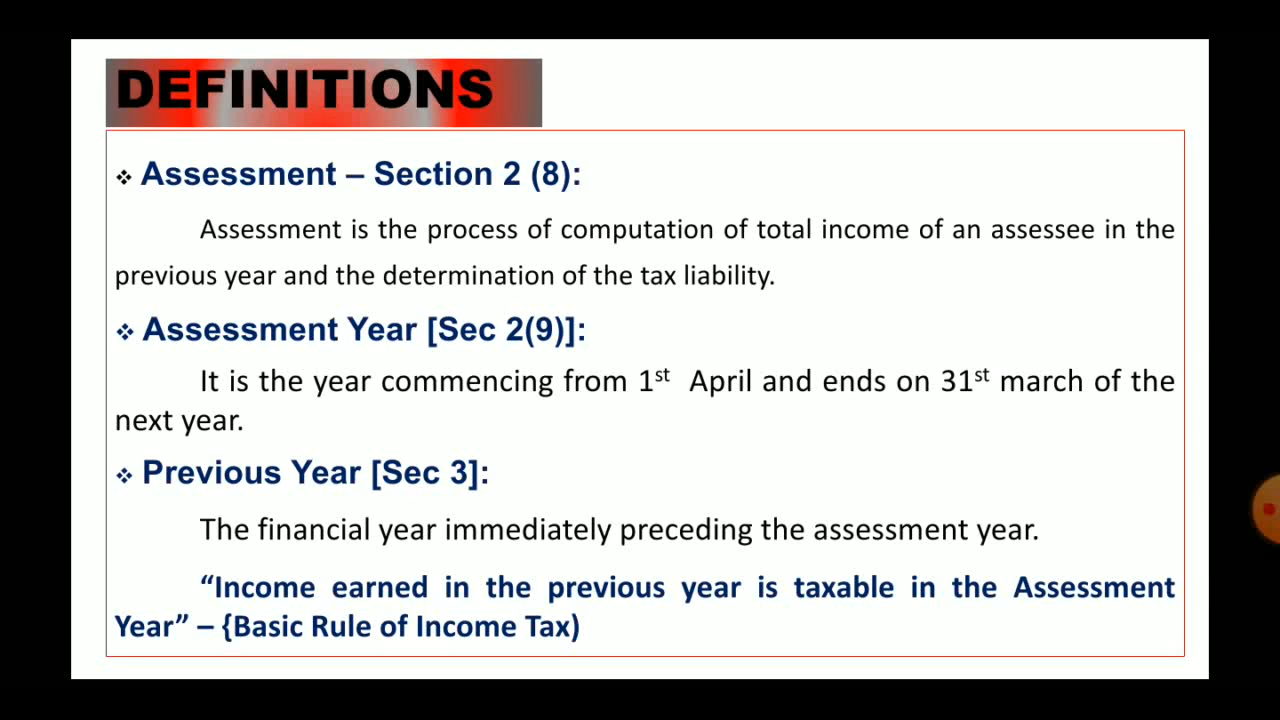 DEFINITIONS
❖ Assessment – Section 2 (8):
Assessment is the process of computation of total income of an assessee in the
previous year and the determination of the tax liability.
❖ Assessment Year [Sec 2(9)]:
It is the year commencing from 1st April and ends on 31st march of the
next year.
❖ Previous Year [Sec 3]:
The financial year immediately preceding the assessment year.
“Income earned in the previous year is taxable in the Assessment
Year” – {Basic Rule of Income Tax)